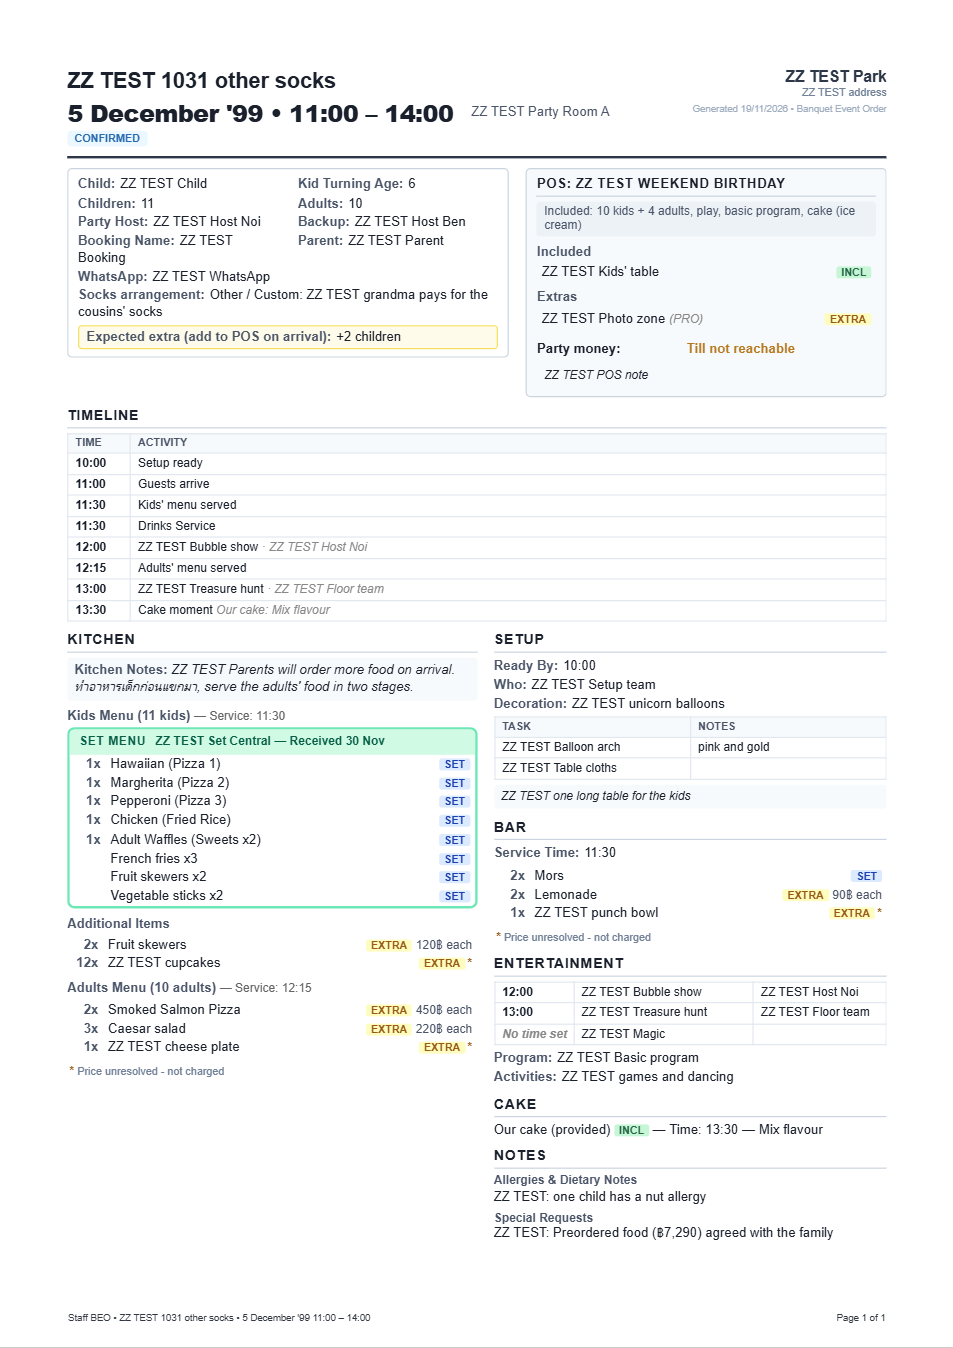 ZZ TEST 1031 other socks
5 December '99 • 11:00 – 14:00 ZZ TEST Party Room A
CONFIRMED
ZZ TEST Park
ZZ TEST address
Generated 19/11/2026 • Banquet Event Order
Child: ZZ TEST Child
Kid Turning Age: 6
Children: 11
Adults: 10
Party Host: ZZ TEST Host Noi
Backup: ZZ TEST Host Ben
Booking Name: ZZ TEST
Booking
Parent: ZZ TEST Parent
WhatsApp: ZZ TEST WhatsApp
Socks arrangement: Other / Custom: ZZ TEST grandma pays for the
cousins' socks
Expected extra (add to POS on arrival): +2 children
POS: ZZ TEST WEEKEND BIRTHDAY
Included: 10 kids + 4 adults, play, basic program, cake (ice
cream)
Included
ZZ TEST Kids' table INCL
Extras
ZZ TEST Photo zone (PRO) EXTRA
Party money: Till not reachable
ZZ TEST POS note
TIMELINE
TIME ACTIVITY
10:00 Setup ready
11:00 Guests arrive
11:30 Kids' menu served
11:30 Drinks Service
12:00 ZZ TEST Bubble show · ZZ TEST Host Noi
12:15 Adults' menu served
13:00 ZZ TEST Treasure hunt · ZZ TEST Floor team
13:30 Cake moment Our cake: Mix flavour
KITCHEN
Kitchen Notes: ZZ TEST Parents will order more food on arrival.
ทำอาหารเด็กก่อนแขกมา, serve the adults' food in two stages.
Kids Menu (11 kids) — Service: 11:30
SET MENU ZZ TEST Set Central — Received 30 Nov
1x Hawaiian (Pizza 1) SET
1x Margherita (Pizza 2) SET
1x Pepperoni (Pizza 3) SET
1x Chicken (Fried Rice) SET
1x Adult Waffles (Sweets x2) SET
French fries x3 SET
Fruit skewers x2 SET
Vegetable sticks x2 SET
Additional Items
2x Fruit skewers EXTRA 120฿ each
12x ZZ TEST cupcakes EXTRA *
Adults Menu (10 adults) — Service: 12:15
2x Smoked Salmon Pizza EXTRA 450฿ each
3x Caesar salad EXTRA 220฿ each
1x ZZ TEST cheese plate EXTRA *
* Price unresolved - not charged
SETUP
Ready By: 10:00
Who: ZZ TEST Setup team
Decoration: ZZ TEST unicorn balloons
TASK NOTES
ZZ TEST Balloon arch pink and gold
ZZ TEST Table cloths
ZZ TEST one long table for the kids
BAR
Service Time: 11:30
2x Mors SET
2x Lemonade EXTRA 90฿ each
1x ZZ TEST punch bowl EXTRA *
* Price unresolved - not charged
ENTERTAINMENT
12:00 ZZ TEST Bubble show ZZ TEST Host Noi
13:00 ZZ TEST Treasure hunt ZZ TEST Floor team
No time set ZZ TEST Magic
Program: ZZ TEST Basic program
Activities: ZZ TEST games and dancing
CAKE
Our cake (provided) INCL — Time: 13:30 — Mix flavour
NOTES
Allergies & Dietary Notes
ZZ TEST: one child has a nut allergy
Special Requests
ZZ TEST: Preordered food (฿7,290) agreed with the family
Staff BEO • ZZ TEST 1031 other socks • 5 December '99 11:00 – 14:00
Page 1 of 1